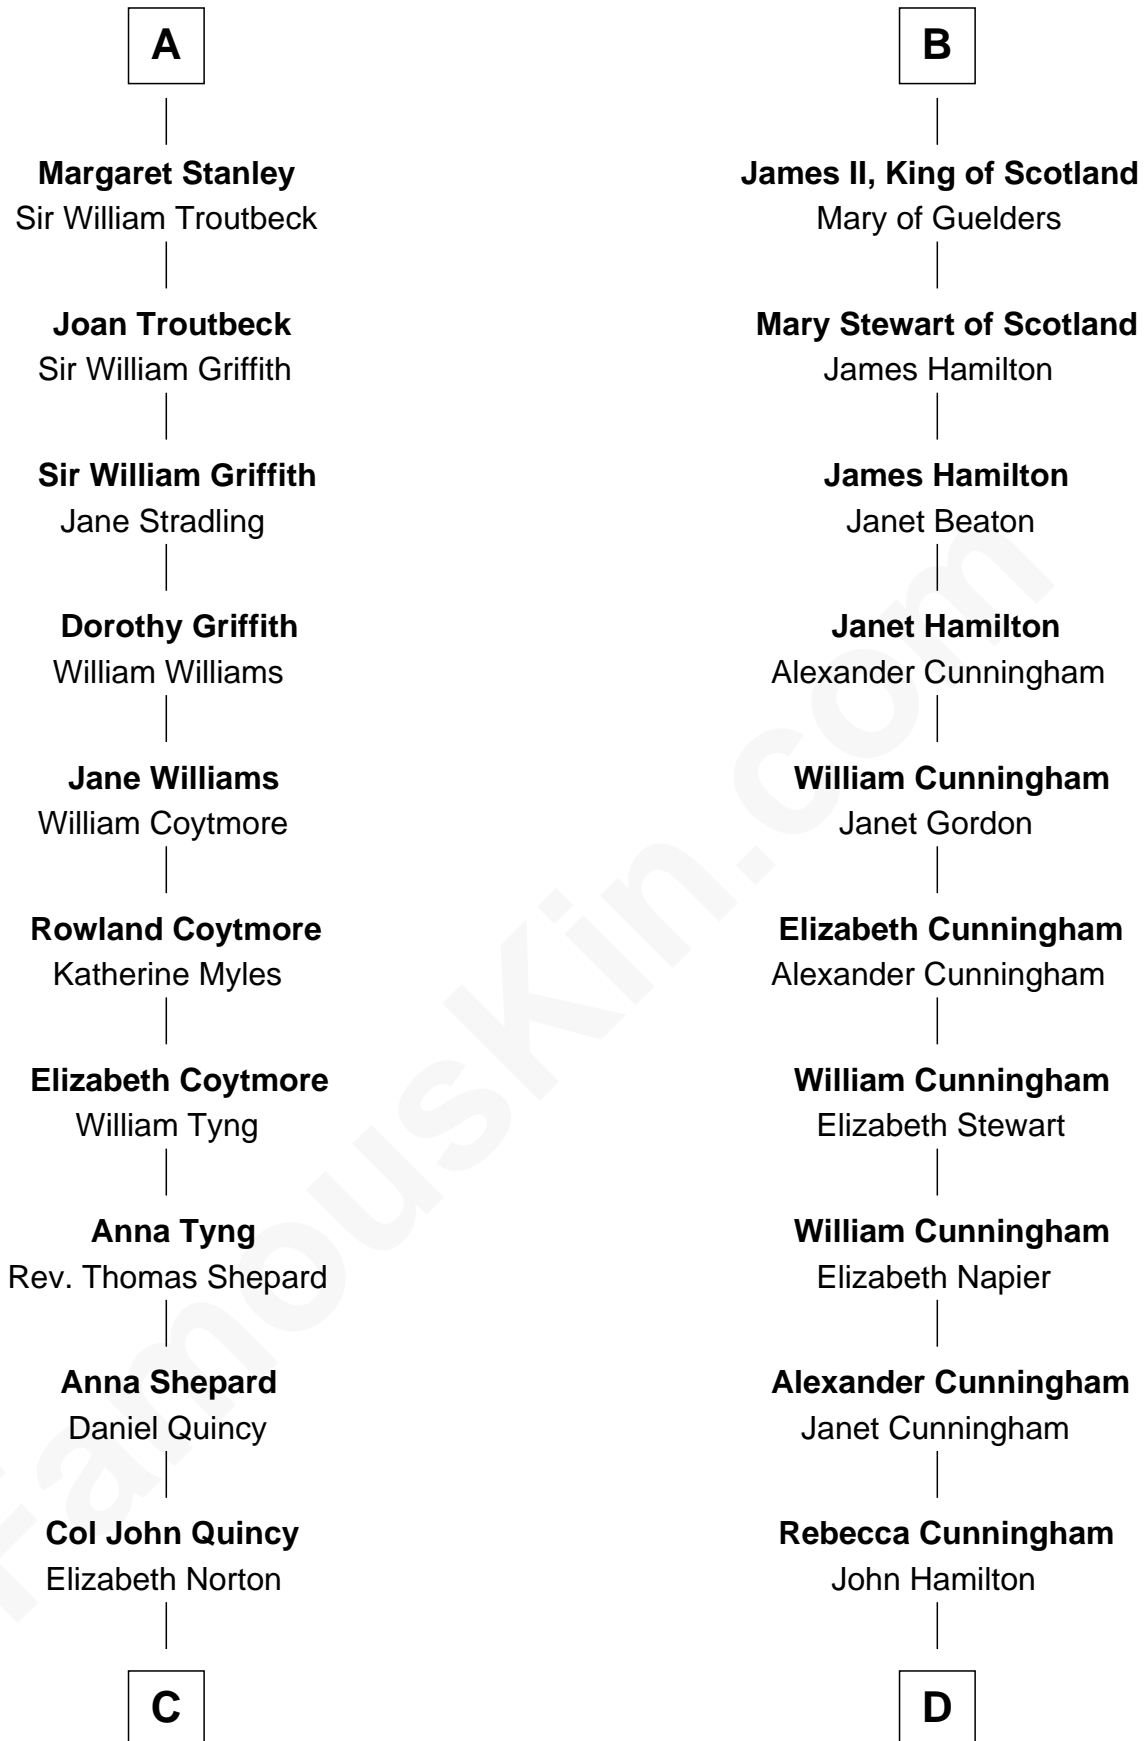 A
Margaret Stanley
Sir William Troutbeck
Joan Troutbeck
Sir William Griffith
Sir William Griffith
Jane Stradling
Dorothy Griffith
William Williams
Jane Williams
William Coytmore
Rowland Coytmore
Katherine Myles
Elizabeth Coytmore
William Tyng
Anna Tyng
Rev. Thomas Shepard
Anna Shepard
Daniel Quincy
Col John Quincy
Elizabeth Norton
C
B
James II, King of Scotland
Mary of Guelders
Mary Stewart of Scotland
James Hamilton
James Hamilton
Janet Beaton
Janet Hamilton
Alexander Cunningham
William Cunningham
Janet Gordon
Elizabeth Cunningham
Alexander Cunningham
William Cunningham
Elizabeth Stewart
William Cunningham
Elizabeth Napier
Alexander Cunningham
Janet Cunningham
Rebecca Cunningham
John Hamilton
D
FamousKin.com